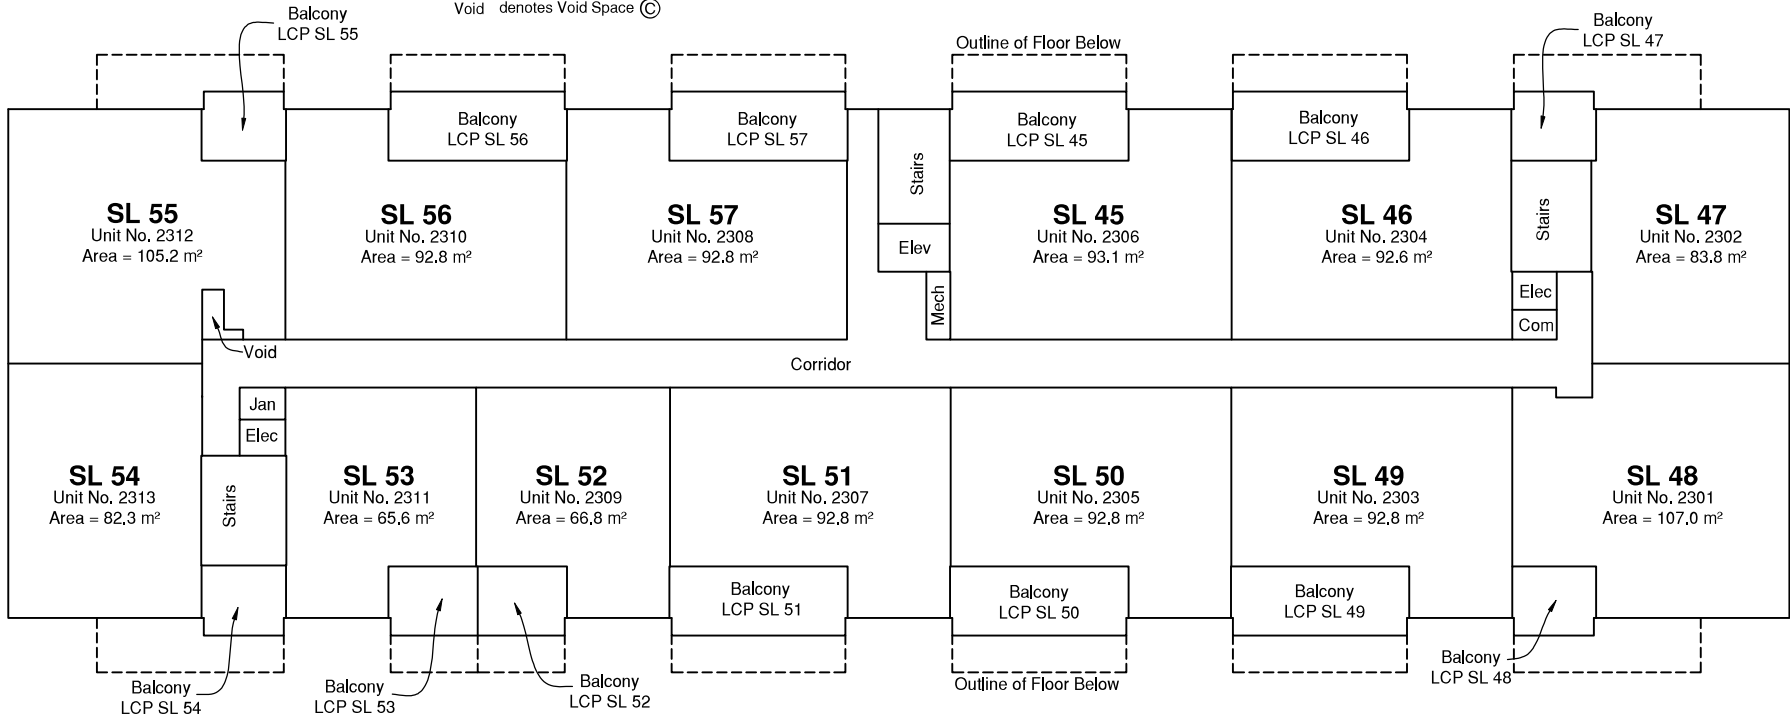 Void denotes Void Space Ⓒ
Balcony
LCP SL 55
Outline of Floor Below
Balcony
LCP SL 47
Balcony
LCP SL 56
Balcony
LCP SL 57
Balcony
LCP SL 45
Balcony
LCP SL 46
SL 55
Unit No. 2312
Area = 105.2 m²
SL 56
Unit No. 2310
Area = 92.8 m²
SL 57
Unit No. 2308
Area = 92.8 m²
Stairs
Elev
Mech
SL 45
Unit No. 2306
Area = 93.1 m²
SL 46
Unit No. 2304
Area = 92.6 m²
Stairs
Elec
Com
SL 47
Unit No. 2302
Area = 83.8 m²
Void
Corridor
Jan
Elec
Stairs
SL 54
Unit No. 2313
Area = 82.3 m²
SL 53
Unit No. 2311
Area = 65.6 m²
SL 52
Unit No. 2309
Area = 66.8 m²
SL 51
Unit No. 2307
Area = 92.8 m²
SL 50
Unit No. 2305
Area = 92.8 m²
SL 49
Unit No. 2303
Area = 92.8 m²
SL 48
Unit No. 2301
Area = 107.0 m²
Balcony
LCP SL 51
Balcony
LCP SL 50
Balcony
LCP SL 49
Balcony
LCP SL 54
Balcony
LCP SL 53
Balcony
LCP SL 52
Outline of Floor Below
Balcony
LCP SL 48